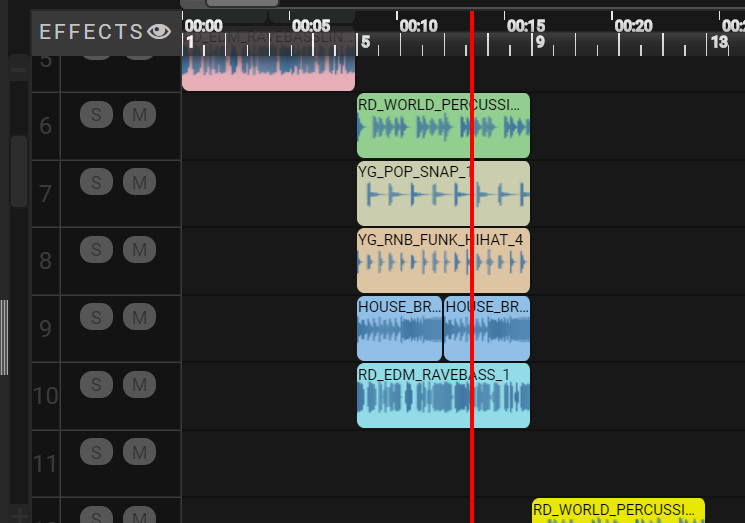 EFFECTS
00:00 00:05 00:10 00:15 00:20
1 5 9 13
5
6 S M RD_WORLD_PERCUSSI...
7 S M YG_POP_SNAP_1
8 S M YG_RNB_FUNK_HIHAT_4
9 S M HOUSE_BR... HOUSE_BR...
10 S M RD_EDM_RAVEBASS_1
11 S M
RD_WORLD_PERCUSSI...